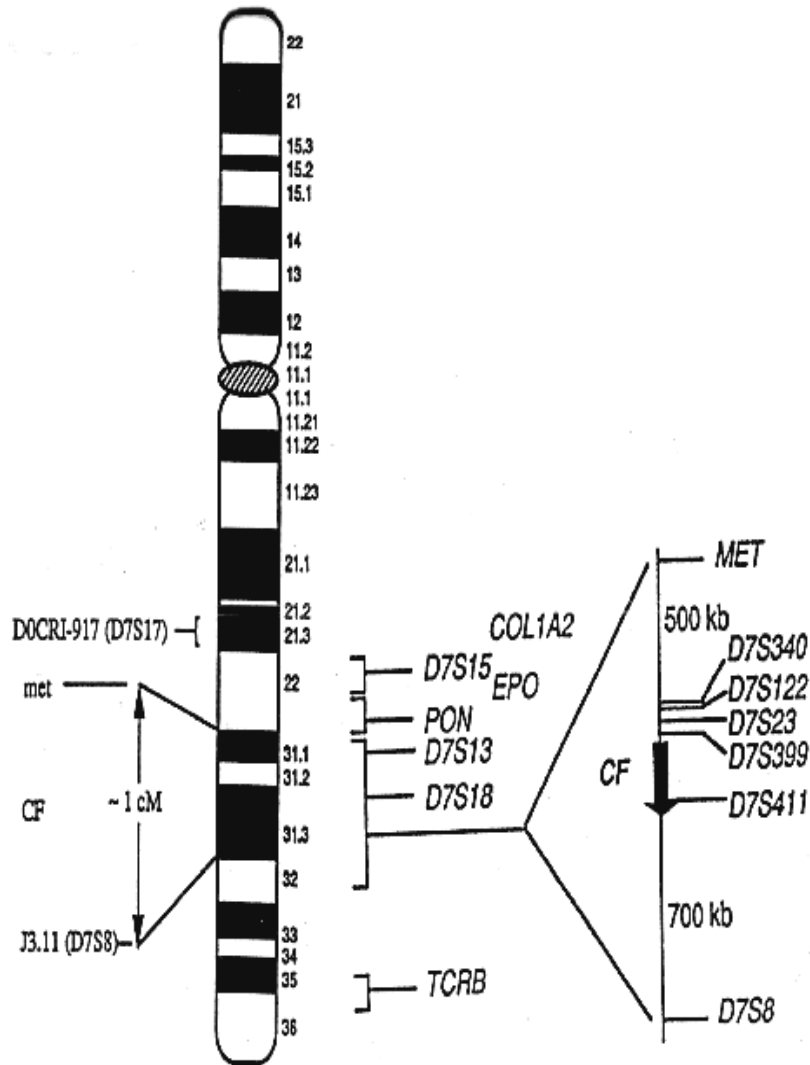 22
21
15.3
15.2
15.1
14
13
12
11.2
11.1
11.1
11.21
11.22
11.23
21.1
21.2
21.3
22
31.1
31.2
31.3
32
33
34
35
36
D0CRI-917 (D7S17)
met
CF
~ 1 cM
J3.11 (D7S8)
COL1A2
D7S15
EPO
PON
D7S13
D7S18
TCRB
MET
500 kb
D7S340
D7S122
D7S23
D7S399
CF
D7S411
700 kb
D7S8